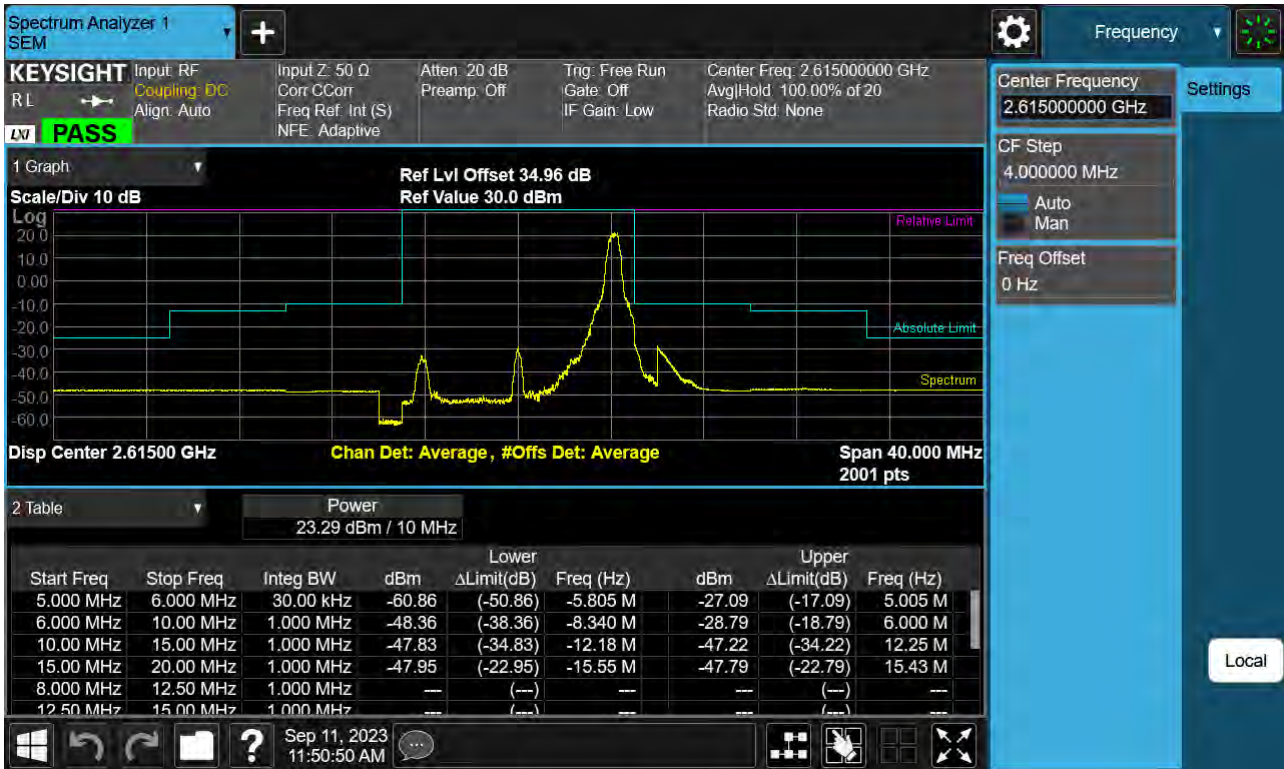 Spectrum Analyzer 1
SEM
+
Frequency
KEYSIGHT
R L
LXI
PASS
Input: RF
Coupling: DC
Align: Auto
Input Z: 50 Ω
Corr CCorr
Freq Ref: Int (S)
NFE: Adaptive
Atten: 20 dB
Preamp: Off
Trig: Free Run
Gate: Off
IF Gain: Low
Center Freq: 2.615000000 GHz
Avg|Hold: 100.00% of 20
Radio Std: None
Center Frequency
2.615000000 GHz
Settings
CF Step
4.000000 MHz
Auto
Man
Freq Offset
0 Hz
Local
1 Graph
Scale/Div 10 dB
Ref Lvl Offset 34.96 dB
Ref Value 30.0 dBm
Log
20.0
10.0
0.00
-10.0
-20.0
-30.0
-40.0
-50.0
-60.0
Relative Limit
Absolute Limit
Spectrum
Disp Center 2.61500 GHz
Chan Det: Average, #Offs Det: Average
Span 40.000 MHz
2001 pts
2 Table
Power
23.29 dBm / 10 MHz
Lower Upper
Start Freq Stop Freq Integ BW dBm ΔLimit(dB) Freq (Hz) dBm ΔLimit(dB) Freq (Hz)
5.000 MHz 6.000 MHz 30.00 kHz -60.86 (-50.86) -5.805 M -27.09 (-17.09) 5.005 M
6.000 MHz 10.00 MHz 1.000 MHz -48.36 (-38.36) -8.340 M -28.79 (-18.79) 6.000 M
10.00 MHz 15.00 MHz 1.000 MHz -47.83 (-34.83) -12.18 M -47.22 (-34.22) 12.25 M
15.00 MHz 20.00 MHz 1.000 MHz -47.95 (-22.95) -15.55 M -47.79 (-22.79) 15.43 M
8.000 MHz 12.50 MHz 1.000 MHz --- (---) --- --- (---) ---
12.50 MHz 15.00 MHz 1.000 MHz --- (---) --- --- (---) ---
?
Sep 11, 2023
11:50:50 AM